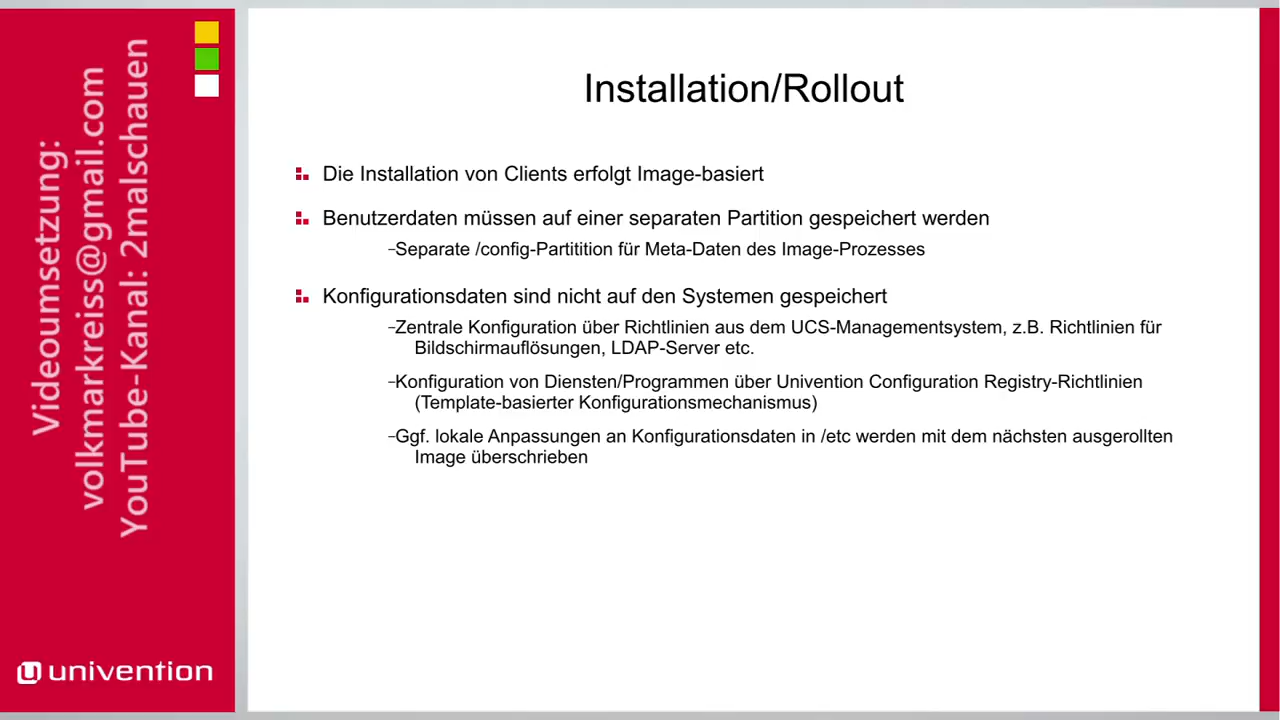 Videoumsetzung:
volkmarkreiss@gmail.com
YouTube-Kanal: 2malschauen
univention
Installation/Rollout
Die Installation von Clients erfolgt Image-basiert
Benutzerdaten müssen auf einer separaten Partition gespeichert werden
–Separate /config-Partitition für Meta-Daten des Image-Prozesses
Konfigurationsdaten sind nicht auf den Systemen gespeichert
–Zentrale Konfiguration über Richtlinien aus dem UCS-Managementsystem, z.B. Richtlinien für
Bildschirmauflösungen, LDAP-Server etc.
–Konfiguration von Diensten/Programmen über Univention Configuration Registry-Richtlinien
(Template-basierter Konfigurationsmechanismus)
–Ggf. lokale Anpassungen an Konfigurationsdaten in /etc werden mit dem nächsten ausgerollten
Image überschrieben